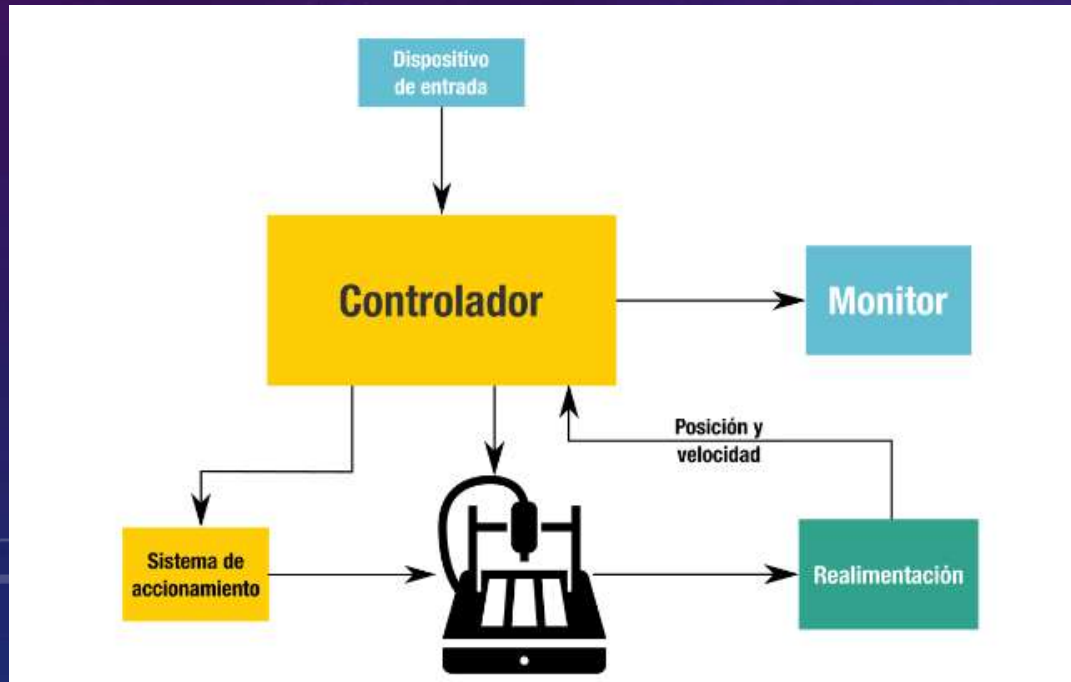 Dispositivo
de entrada
Controlador
Monitor
Posición y
velocidad
Sistema de
accionamiento
Realimentación